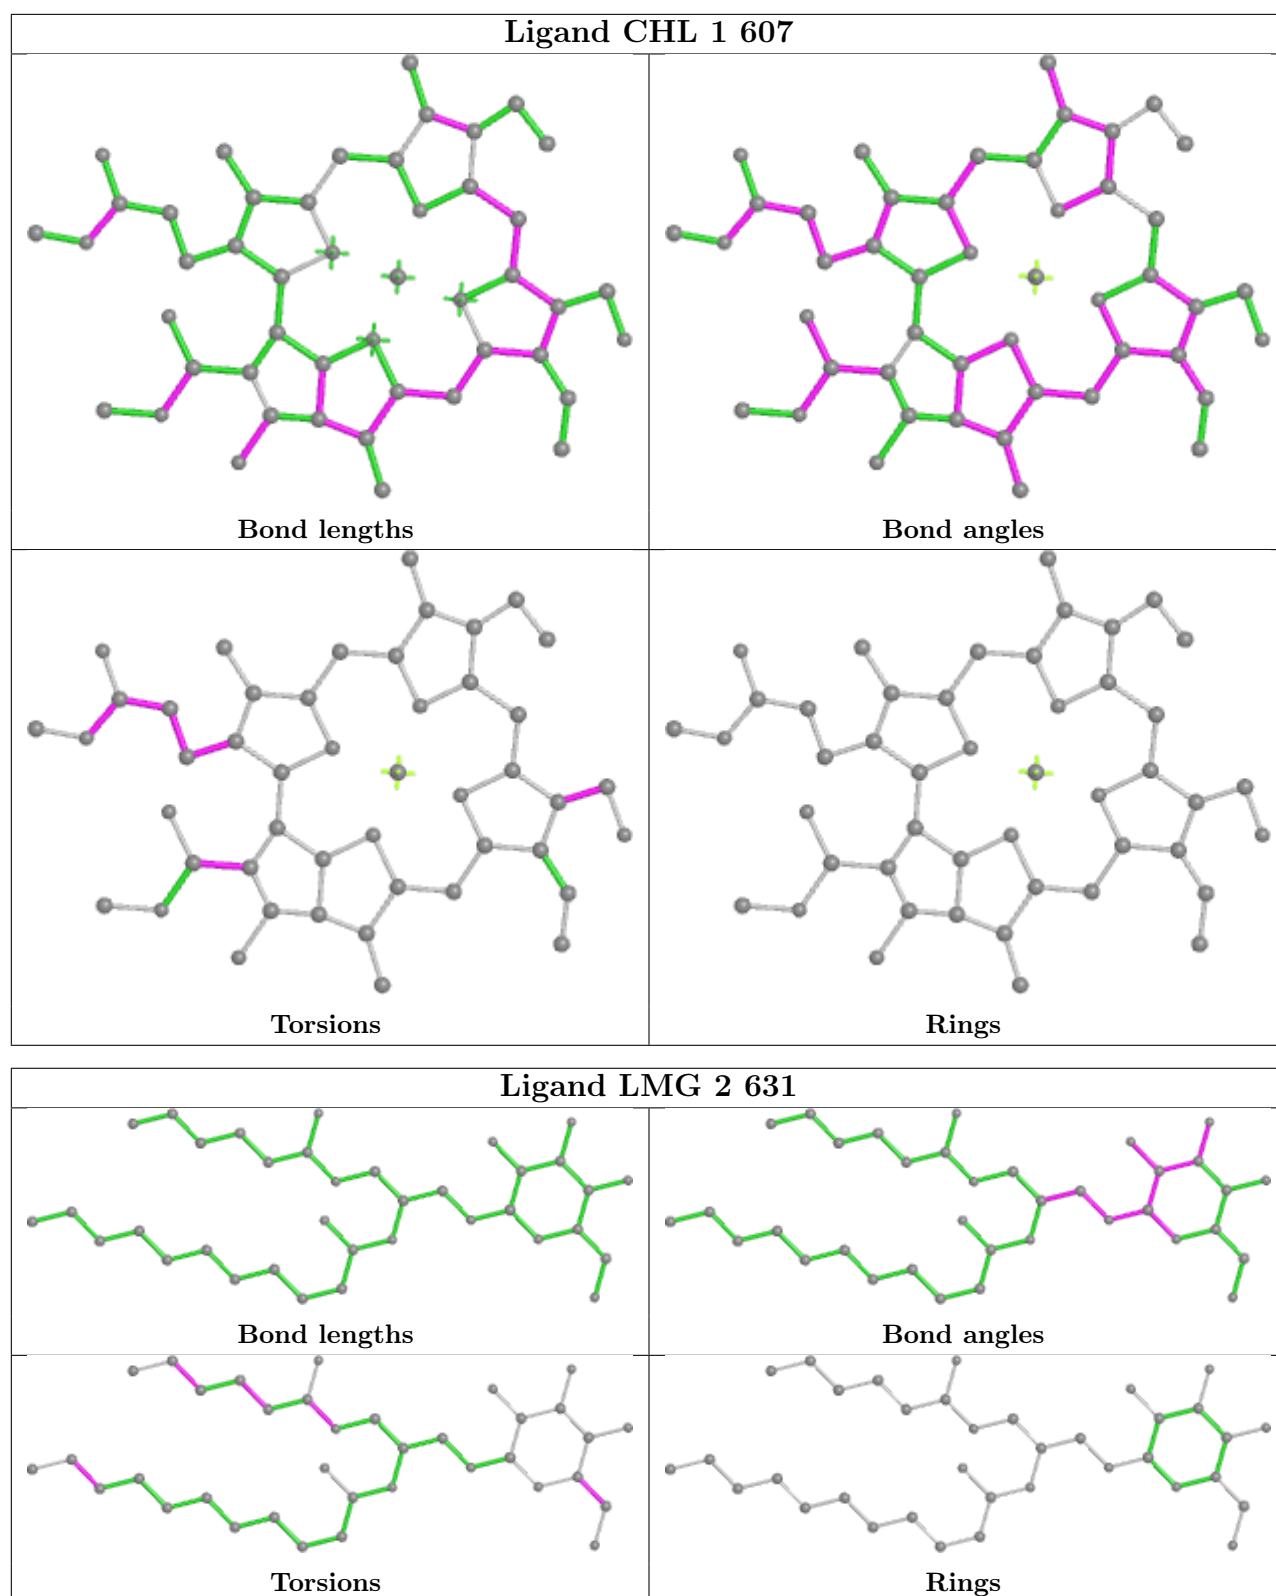 Ligand CHL 1 607
Bond lengths
Bond angles
Torsions
Rings
Ligand LMG 2 631
Bond lengths
Bond angles
Torsions
Rings